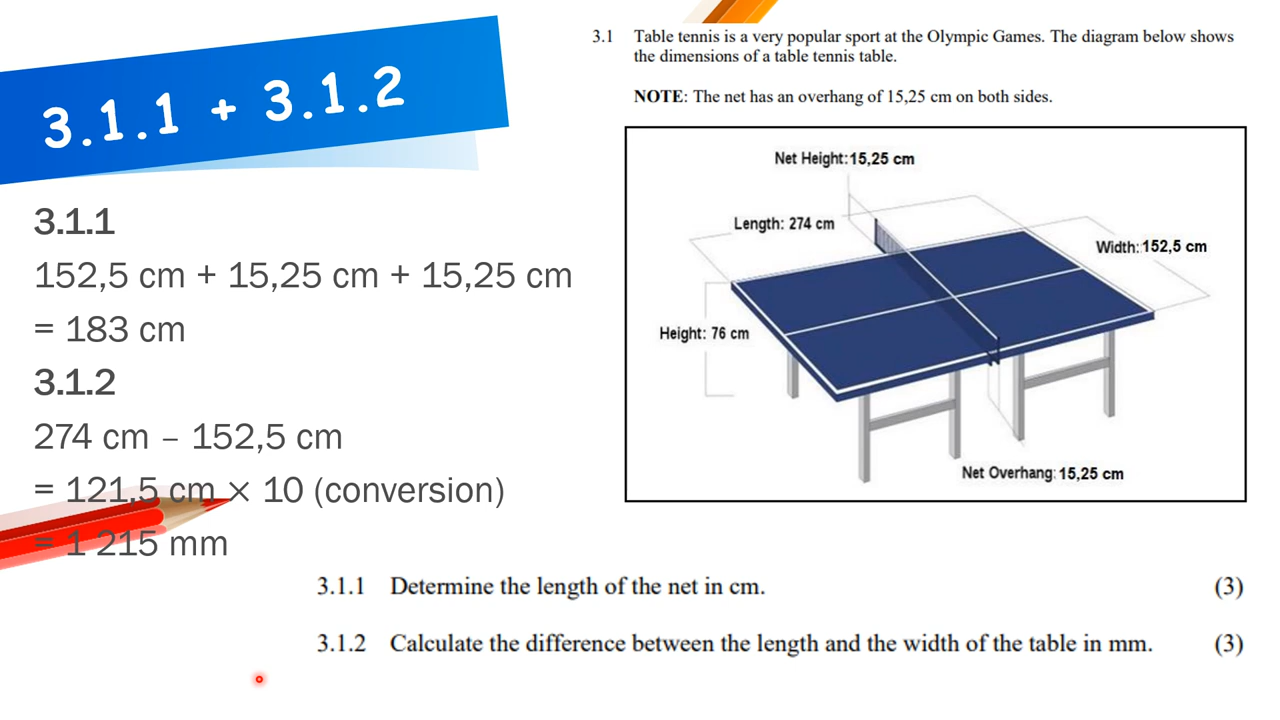 3.1.1 + 3.1.2
3.1.1
152,5 cm + 15,25 cm + 15,25 cm
= 183 cm
3.1.2
274 cm – 152,5 cm
= 121,5 cm × 10 (conversion)
= 1 215 mm
3.1 Table tennis is a very popular sport at the Olympic Games. The diagram below shows
the dimensions of a table tennis table.
NOTE: The net has an overhang of 15,25 cm on both sides.
Net Height:15,25 cm
Length: 274 cm
Width:152,5 cm
Height: 76 cm
Net Overhang:15,25 cm
3.1.1 Determine the length of the net in cm. (3)
3.1.2 Calculate the difference between the length and the width of the table in mm. (3)